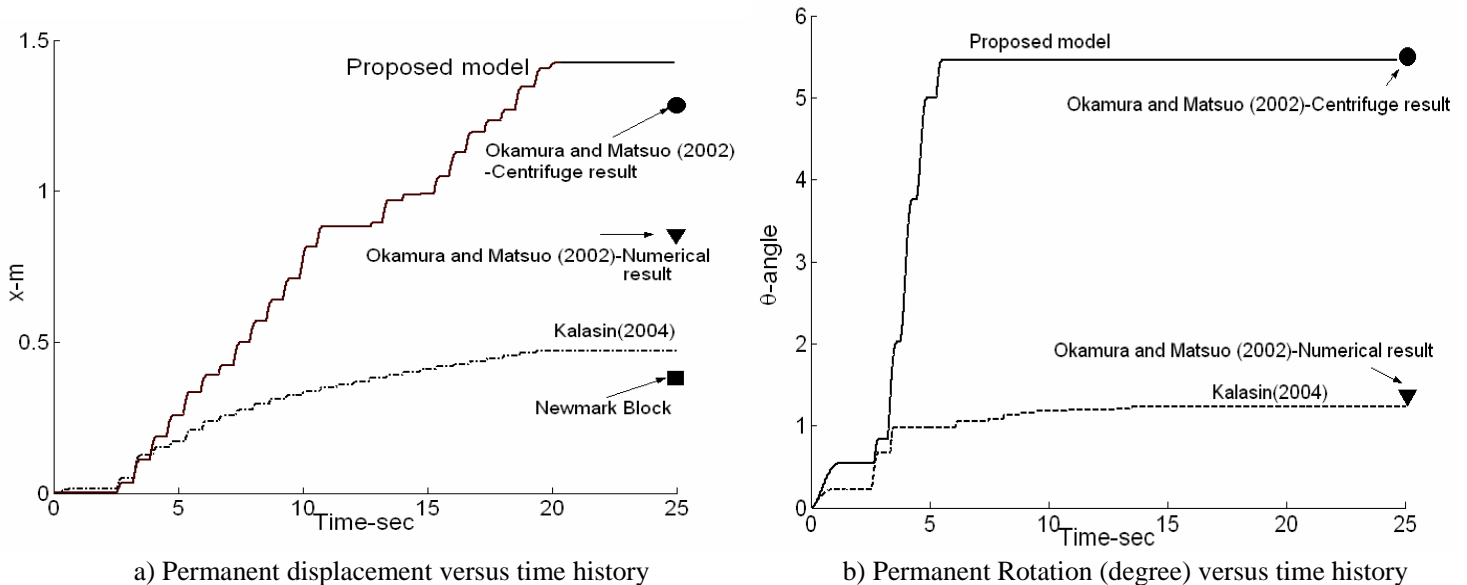 1.5
1
0.5
0
x-m
Proposed model
Okamura and Matsuo (2002)
-Centrifuge result
Okamura and Matsuo (2002)-Numerical
result
Kalasin(2004)
Newmark Block
0
5
10
15
20
25
Time-sec
a) Permanent displacement versus time history
6
5
4
3
2
1
0
θ-angle
Proposed model
Okamura and Matsuo (2002)-Centrifuge result
Okamura and Matsuo (2002)-Numerical result
Kalasin(2004)
0
5
10
15
20
25
Time-sec
b) Permanent Rotation (degree) versus time history